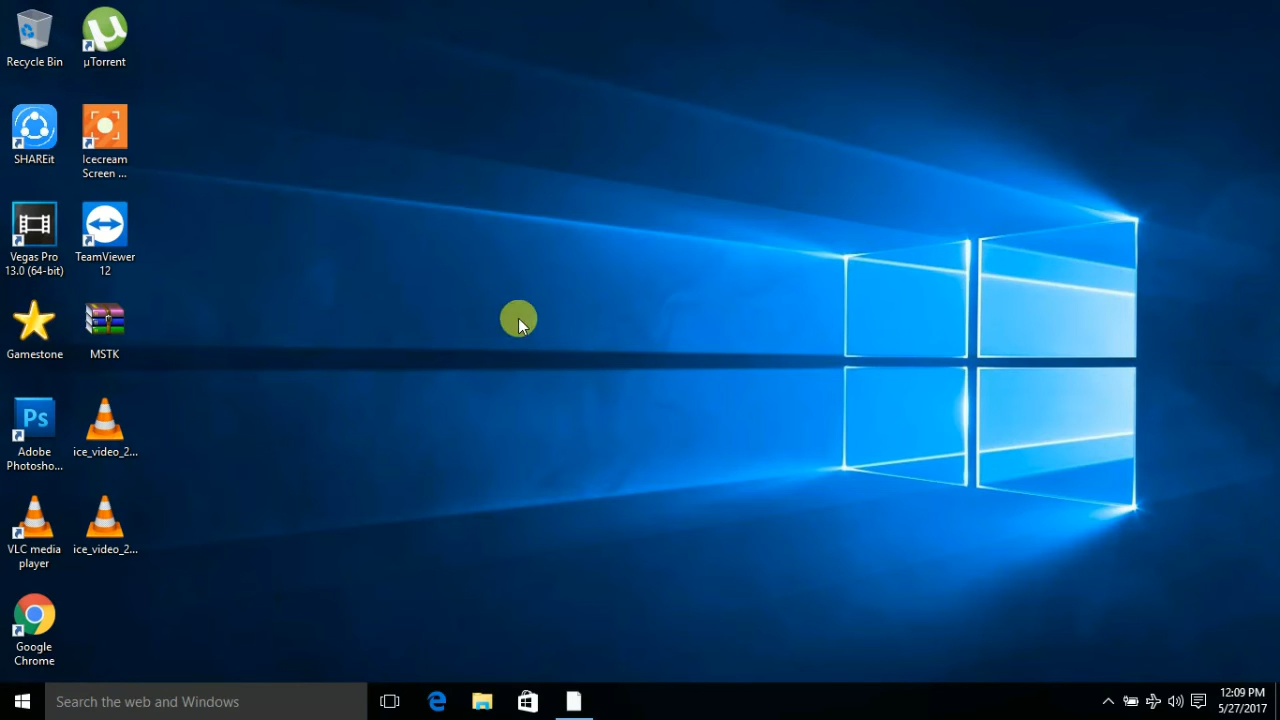 Recycle Bin
µTorrent
SHAREit
Icecream
Screen ...
Vegas Pro
13.0 (64-bit)
TeamViewer
12
Gamestone
MSTK
Ps
Adobe
Photosho...
ice_video_2...
VLC media
player
ice_video_2...
Google
Chrome
Search the web and Windows
12:09 PM
5/27/2017